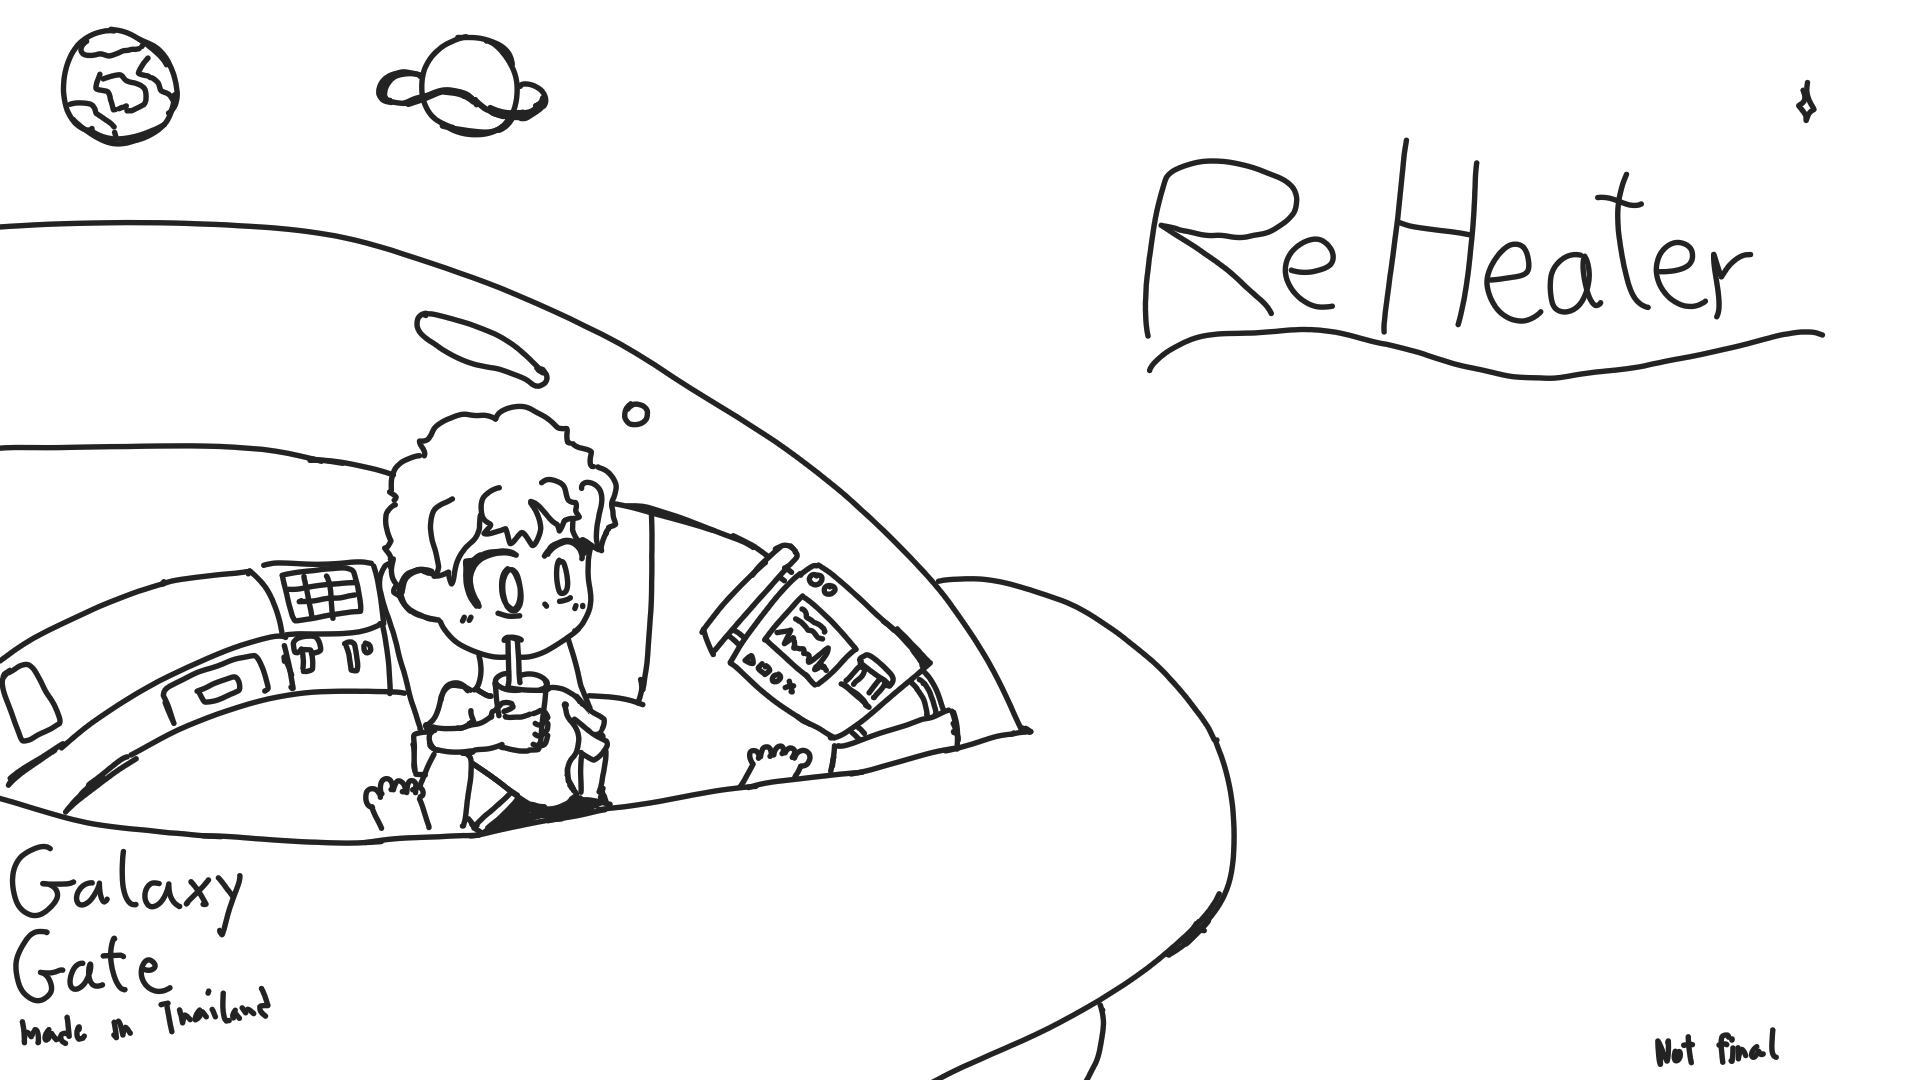 ReHeater
Galaxy
Gate
made in Thailand
Not final